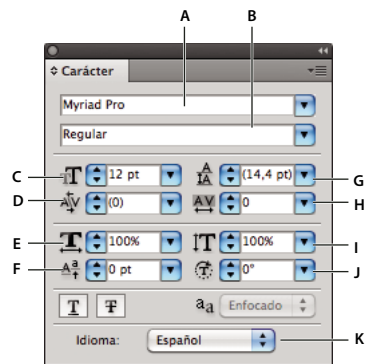 A B
Carácter
Myriad Pro
Regular
C 12 pt (14,4 pt) G
D (0) 0 H
E 100% 100% I
F 0 pt 0° J
T T aa Enfocado
Idioma: Español K